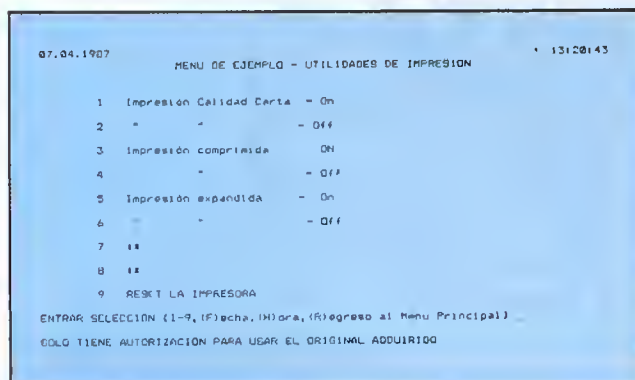 07.04.1987 13:20:43
MENU DE EJEMPLO - UTILIDADES DE IMPRESION
1 Impresión Calidad Carta - On
2 " " - Off
3 Impresión comprimida ON
4 " - Off
5 Impresión expandida - On
6 " " - Off
7 **
8 **
9 RESET LA IMPRESORA
ENTRAR SELECCION (1-9,(F)echa,(H)ora,(R)egreso al Menu Principal)
SOLO TIENE AUTORIZACION PARA USAR EL ORIGINAL ADQUIRIDO